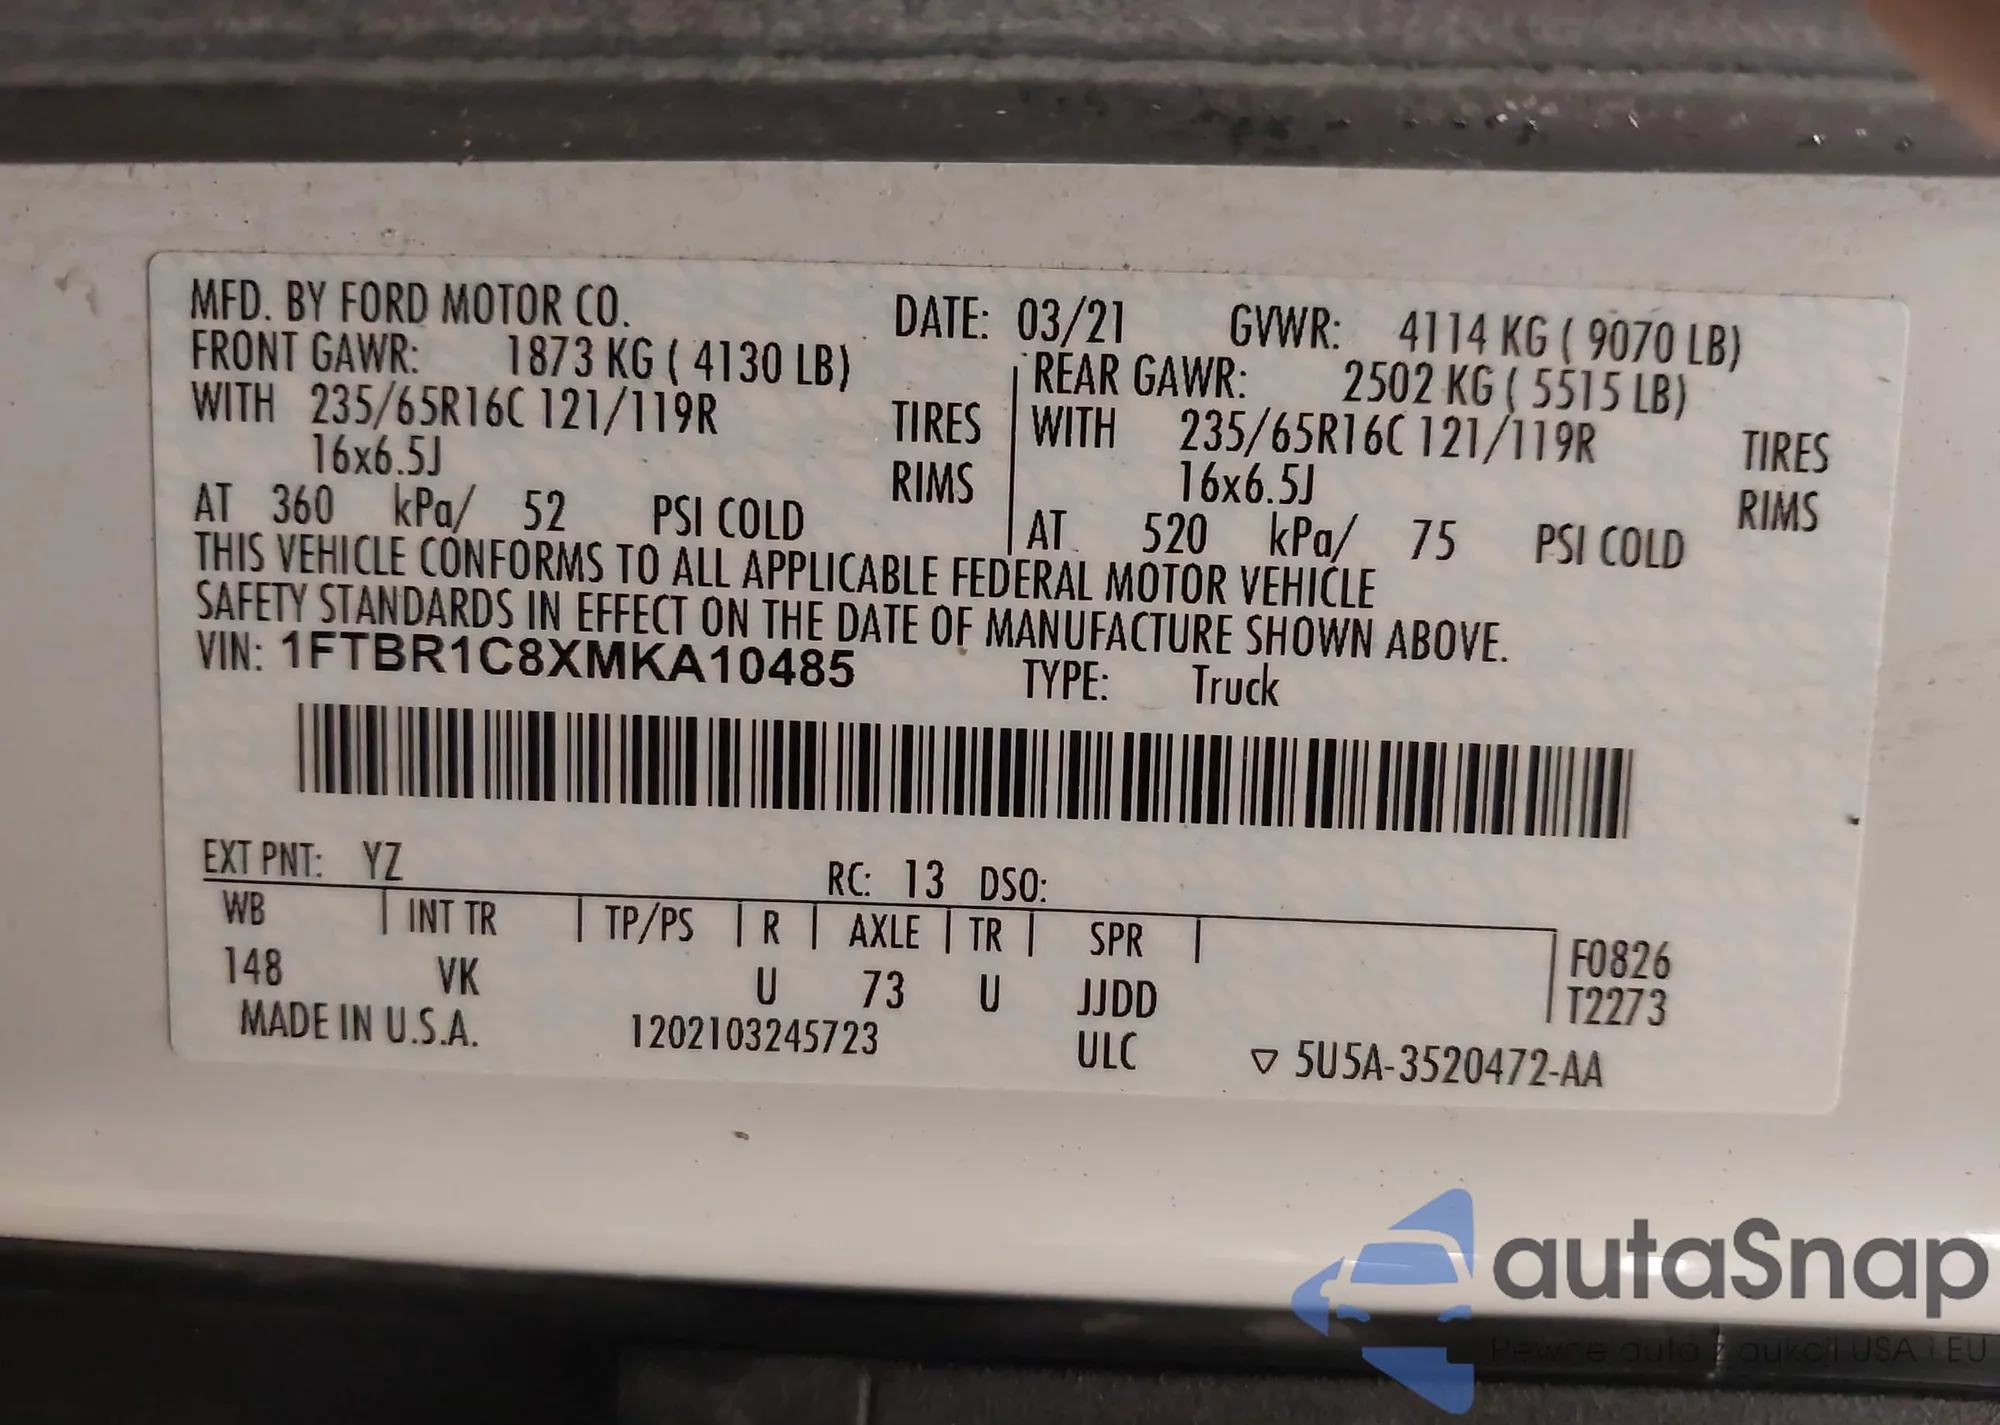 MFD. BY FORD MOTOR CO. DATE: 03/21 GVWR: 4114 KG ( 9070 LB)
FRONT GAWR: 1873 KG ( 4130 LB) REAR GAWR: 2502 KG ( 5515 LB)
WITH 235/65R16C 121/119R TIRES WITH 235/65R16C 121/119R TIRES
16x6.5J RIMS 16x6.5J RIMS
AT 360 kPa/ 52 PSI COLD AT 520 kPa/ 75 PSI COLD
THIS VEHICLE CONFORMS TO ALL APPLICABLE FEDERAL MOTOR VEHICLE
SAFETY STANDARDS IN EFFECT ON THE DATE OF MANUFACTURE SHOWN ABOVE.
VIN: 1FTBR1C8XMKA10485 TYPE: Truck
EXT PNT: YZ RC: 13 DSO:
WB INT TR TP/PS R AXLE TR SPR F0826
148 VK U 73 U JJDD T2273
MADE IN U.S.A. 1202103245723 ULC ▽ 5U5A-3520472-AA
autaSnap
Pewne auta z aukcji USA i EU